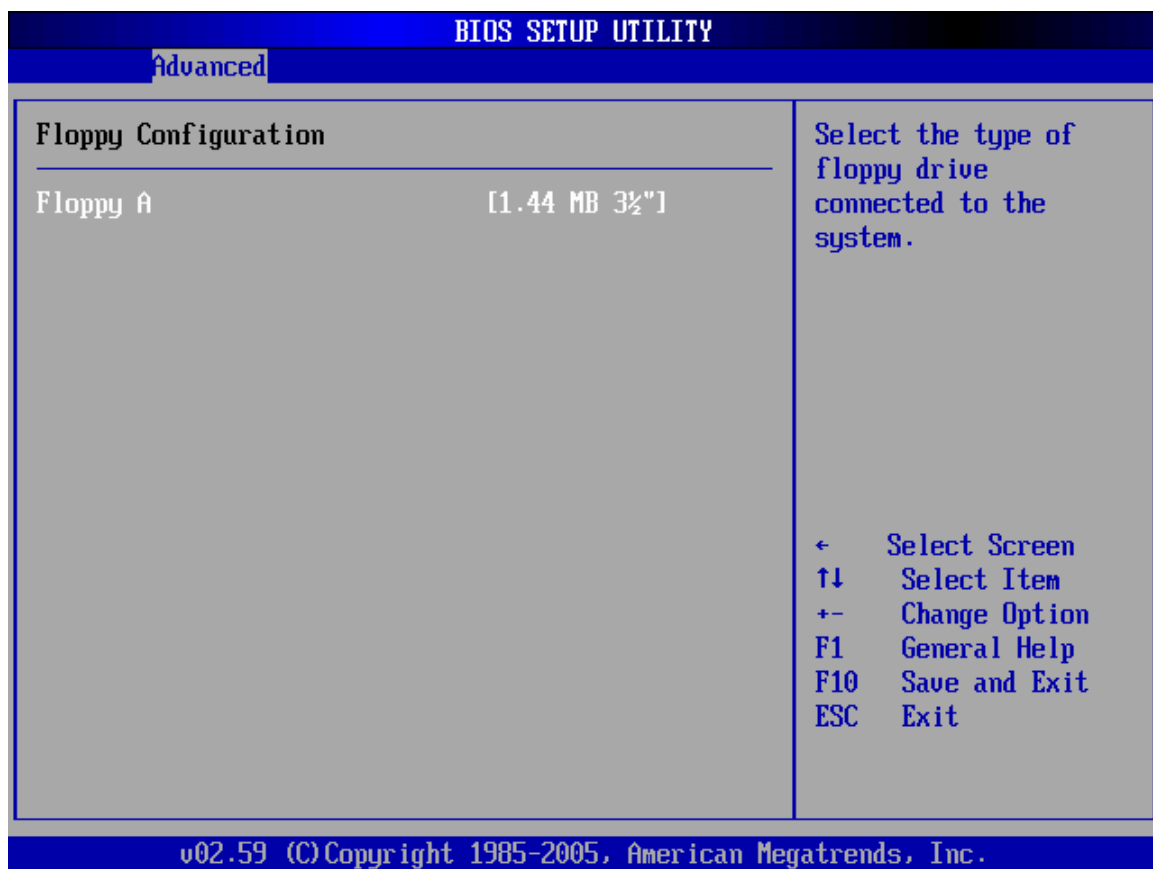 BIOS SETUP UTILITY
Advanced
Floppy Configuration
Floppy A [1.44 MB 3½"]
Select the type of
floppy drive
connected to the
system.
← Select Screen
↑↓ Select Item
+- Change Option
F1 General Help
F10 Save and Exit
ESC Exit
v02.59 (C)Copyright 1985-2005, American Megatrends, Inc.